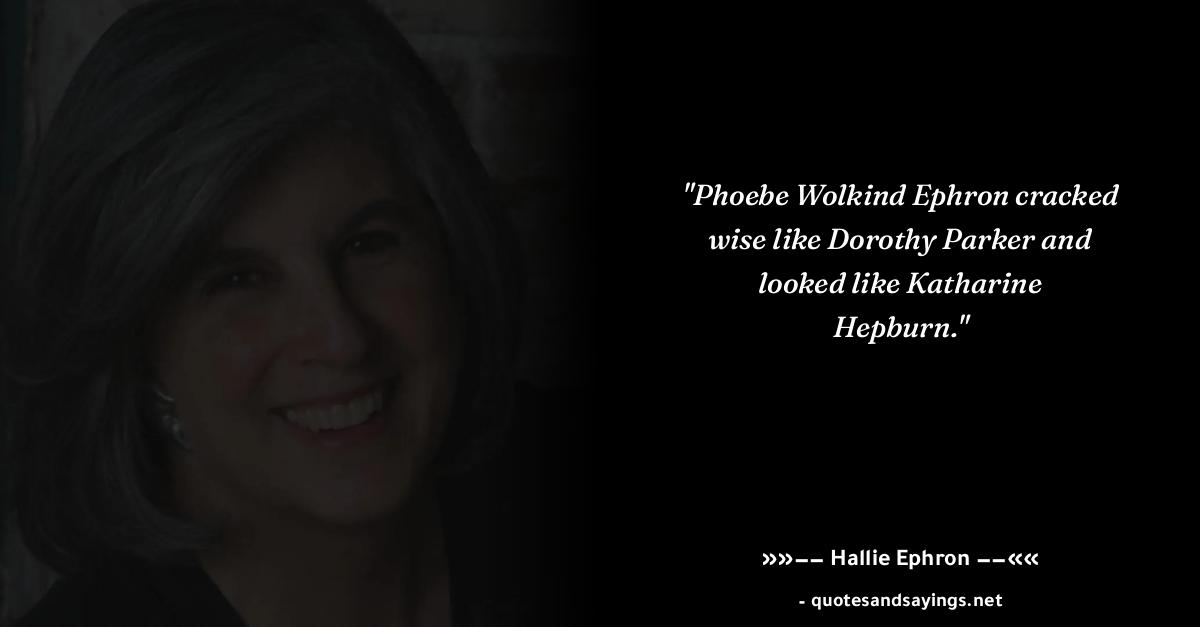 "Phoebe Wolkind Ephron cracked
wise like Dorothy Parker and
looked like Katharine
Hepburn."
»»−− Hallie Ephron −−««
- quotesandsayings.net